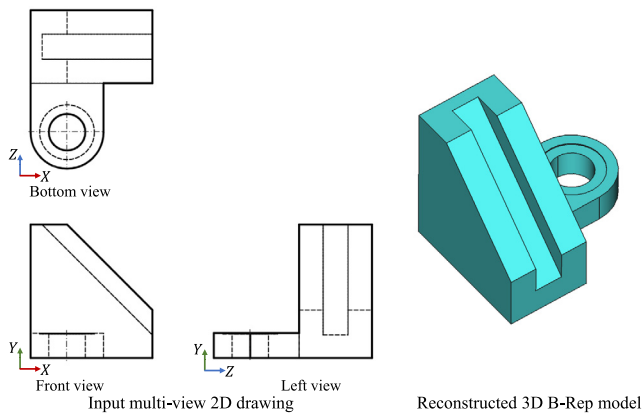 Z
X
Bottom view
Y
X
Front view
Y
Z
Left view
Input multi-view 2D drawing
Reconstructed 3D B-Rep model